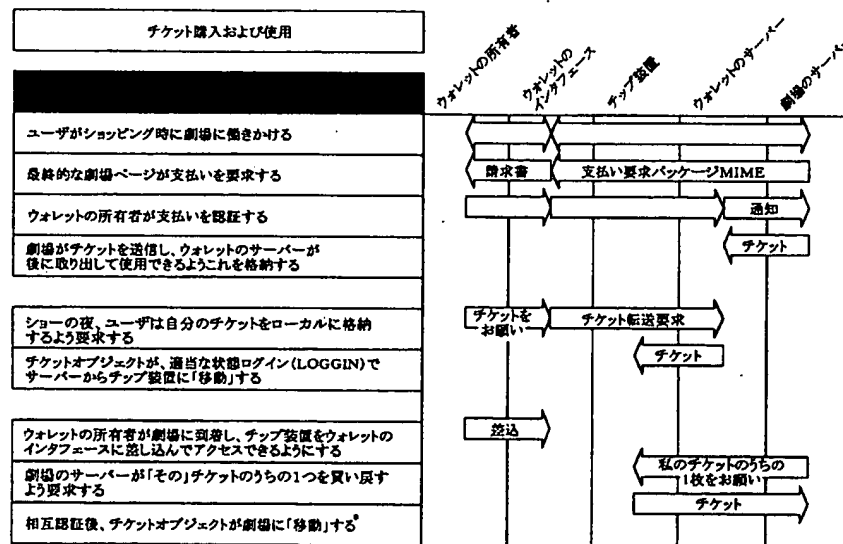 チケット購入および使用
ウォレットの所有者
ウォレットの
インタフェース
チップ装置
ウォレットのサーバー
劇場のサーバー
ユーザがショッピング時に劇場に働きかける
最終的な劇場ページが支払いを要求する
請求書
支払い要求パッケージMIME
ウォレットの所有者が支払いを認証する
通知
劇場がチケットを送信し、ウォレットのサーバーが
後に取り出して使用できるようこれを格納する
チケット
ショーの夜、ユーザは自分のチケットをローカルに格納
するよう要求する
チケットを
お願い
チケット転送要求
チケットオブジェクトが、適当な状態ログイン(LOGGIN)で
サーバーからチップ装置に「移動」する
チケット
ウォレットの所有者が劇場に到着し、チップ装置をウォレットの
インタフェースに差し込んでアクセスできるようにする
差込
劇場のサーバーが「その」チケットのうちの1つを買い戻す
よう要求する
私のチケットのうちの
1枚をお願い
相互認証後、チケットオブジェクトが劇場に「移動」する
チケット